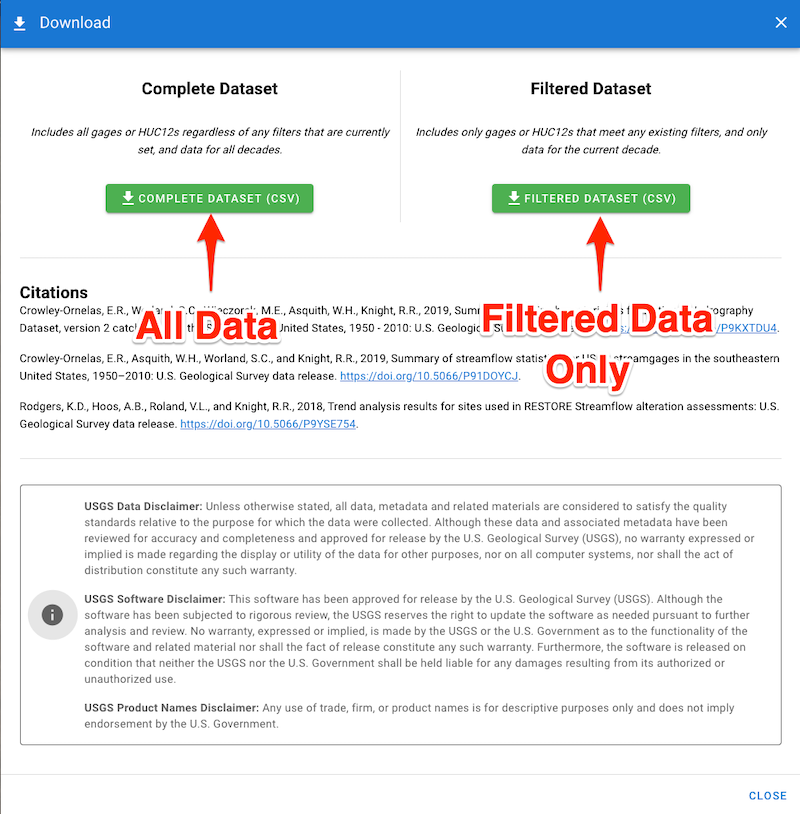 Download
Complete Dataset
Includes all gages or HUC12s regardless of any filters that are currently
set, and data for all decades.
COMPLETE DATASET (CSV)
Filtered Dataset
Includes only gages or HUC12s that meet any existing filters, and only
data for the current decade.
FILTERED DATASET (CSV)
All Data
Filtered Data
Only
Citations
Crowley-Ornelas, E.R., Worland, S.C., Wieczorek, M.E., Asquith, W.H., Knight, R.R., 2019, Summ
Dataset, version 2 catc United States, 1950 - 2010: U.S. Geolog /P9KXTDU4.
Crowley-Ornelas, E.R., Asquith, W.H., Worland, S.C., and Knight, R.R., 2019, Summary of streamflow statist streamgages in the southeastern
United States, 1950–2010: U.S. Geological Survey data release. https://doi.org/10.5066/P91DOYCJ.
Rodgers, K.D., Hoos, A.B., Roland, V.L., and Knight, R.R., 2018, Trend analysis results for sites used in RESTORE Streamflow alteration assessments: U.S.
Geological Survey data release. https://doi.org/10.5066/P9YSE754.
USGS Data Disclaimer: Unless otherwise stated, all data, metadata and related materials are considered to satisfy the quality
standards relative to the purpose for which the data were collected. Although these data and associated metadata have been
reviewed for accuracy and completeness and approved for release by the U.S. Geological Survey (USGS), no warranty expressed or
implied is made regarding the display or utility of the data for other purposes, nor on all computer systems, nor shall the act of
distribution constitute any such warranty.
USGS Software Disclaimer: This software has been approved for release by the U.S. Geological Survey (USGS). Although the
software has been subjected to rigorous review, the USGS reserves the right to update the software as needed pursuant to further
analysis and review. No warranty, expressed or implied, is made by the USGS or the U.S. Government as to the functionality of the
software and related material nor shall the fact of release constitute any such warranty. Furthermore, the software is released on
condition that neither the USGS nor the U.S. Government shall be held liable for any damages resulting from its authorized or
unauthorized use.
USGS Product Names Disclaimer: Any use of trade, firm, or product names is for descriptive purposes only and does not imply
endorsement by the U.S. Government.
CLOSE